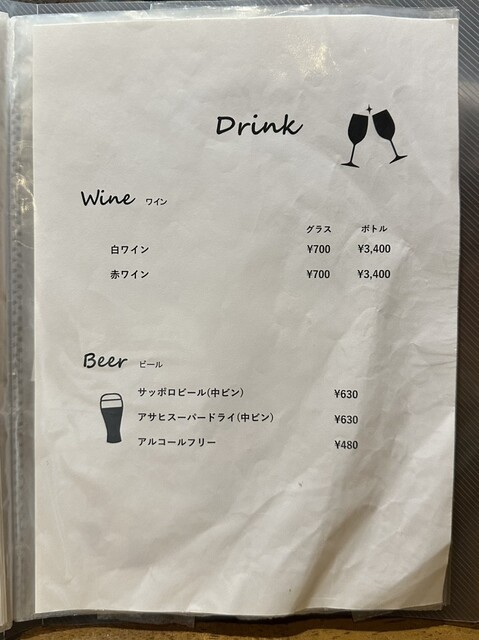 Drink
Wine ワイン
グラス ボトル
白ワイン ¥700 ¥3,400
赤ワイン ¥700 ¥3,400
Beer ビール
サッポロビール(中ビン) ¥630
アサヒスーパードライ(中ビン) ¥630
アルコールフリー ¥480